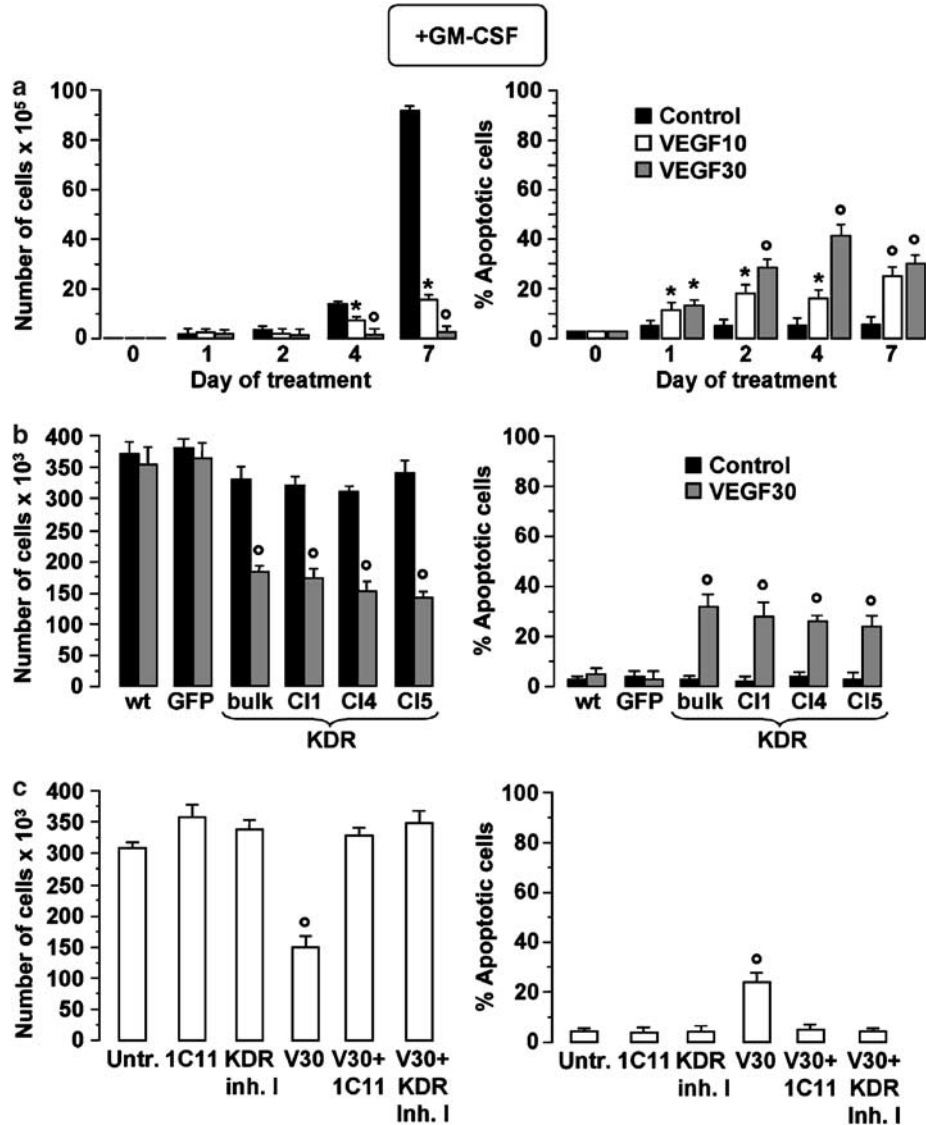 +GM-CSF
a
Number of cells x 10⁵
100
80
60
40
20
0
* ° * °
0 1 2 4 7
Day of treatment
% Apoptotic cells
100
80
60
40
20
0
Control
VEGF10
VEGF30
* * * ° * ° ° °
0 1 2 4 7
Day of treatment
b
Number of cells x 10³
400
350
300
250
200
150
100
50
0
° ° ° °
wt GFP bulk Cl1 Cl4 Cl5
KDR
% Apoptotic cells
100
80
60
40
20
0
Control
VEGF30
° ° ° °
wt GFP bulk Cl1 Cl4 Cl5
KDR
c
Number of cells x 10³
400
350
300
250
200
150
100
50
0
°
Untr. 1C11 KDR V30 V30+ V30+
inh. I 1C11 KDR
Inh. I
% Apoptotic cells
100
80
60
40
20
0
°
Untr. 1C11 KDR V30 V30+ V30+
inh. I 1C11 KDR
Inh. I